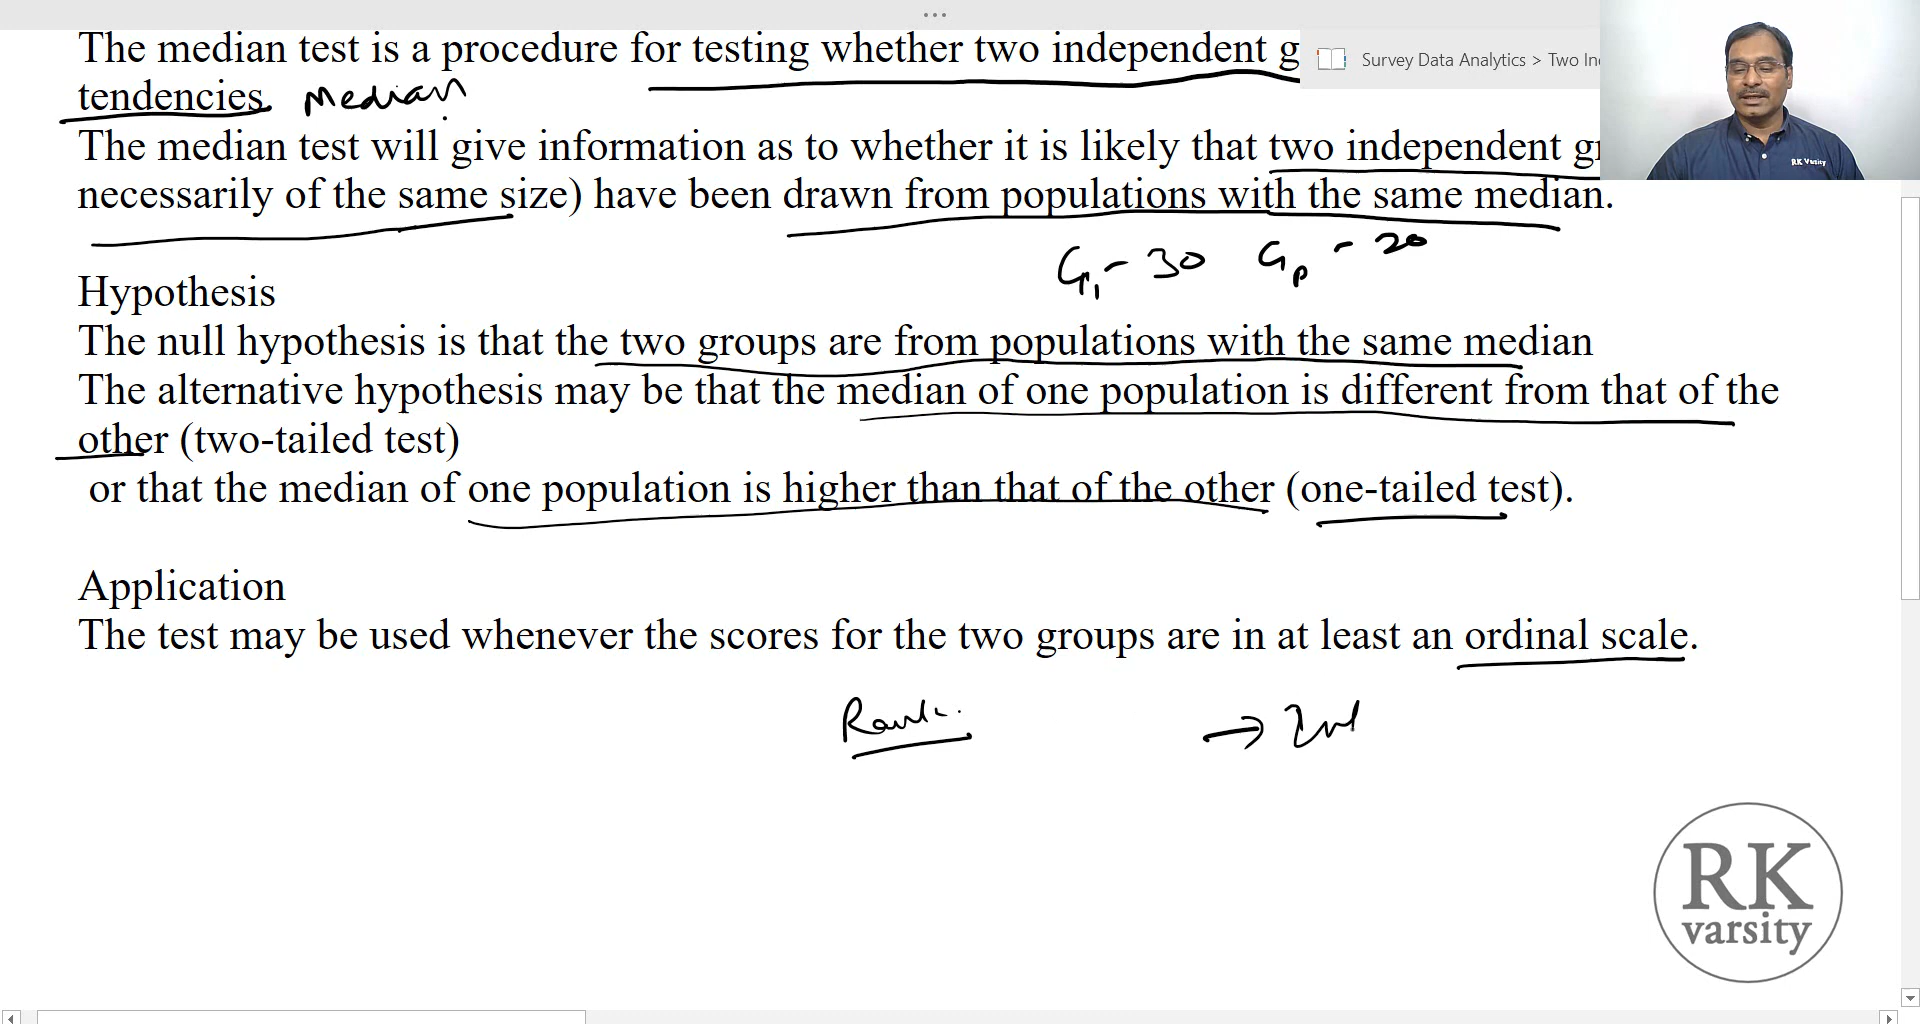 The median test is a procedure for testing whether two independent g
Survey Data Analytics > Two In
tendencies. Median
RK Varsity
The median test will give information as to whether it is likely that two independent gr
necessarily of the same size) have been drawn from populations with the same median.
G1 - 30 Gp - 20
Hypothesis
The null hypothesis is that the two groups are from populations with the same median
The alternative hypothesis may be that the median of one population is different from that of the
other (two-tailed test)
or that the median of one population is higher than that of the other (one-tailed test).
Application
The test may be used whenever the scores for the two groups are in at least an ordinal scale.
Rank. →
RK
varsity